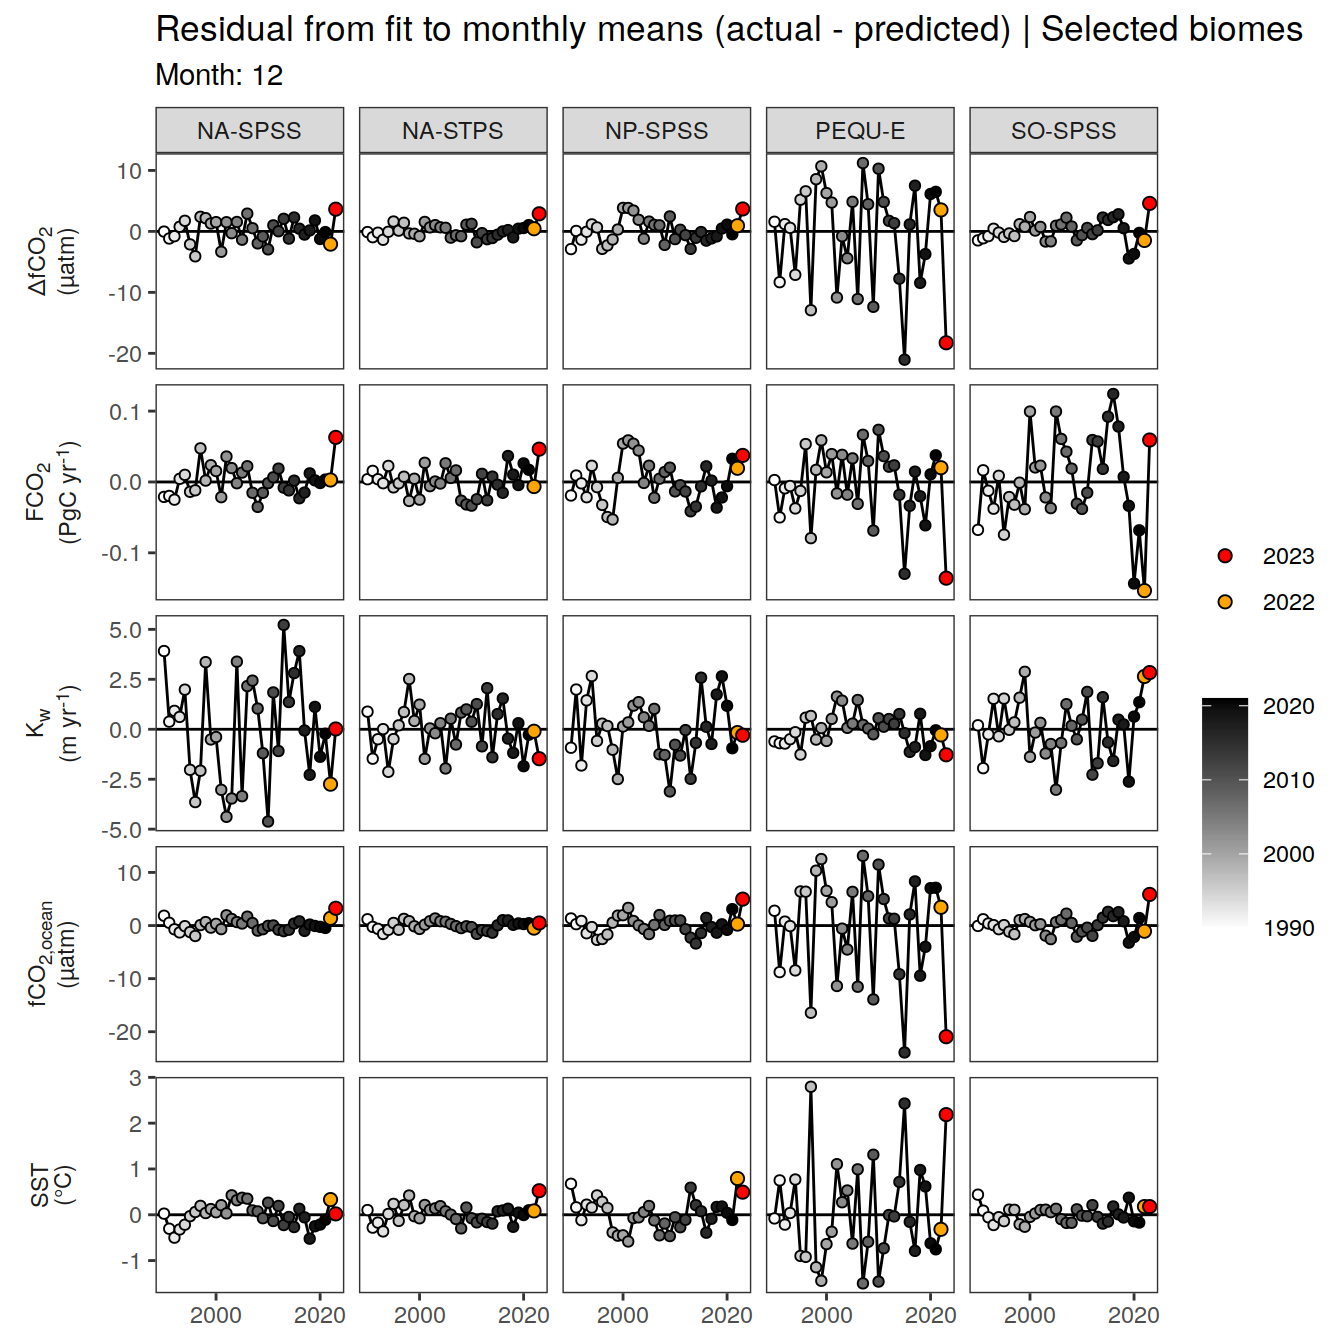 Residual from fit to monthly means (actual - predicted) | Selected biomes
Month: 12
NA-SPSS NA-STPS NP-SPSS PEQU-E SO-SPSS
ΔfCO2
(µatm)
10
0
-10
-20
FCO2
(PgC yr-1)
0.1
0.0
-0.1
Kw
(m yr-1)
5.0
2.5
0.0
-2.5
-5.0
fCO2,ocean
(µatm)
10
0
-10
-20
SST
(°C)
3
2
1
0
-1
2000 2020 2000 2020 2000 2020 2000 2020 2000 2020
2023
2022
2020
2010
2000
1990